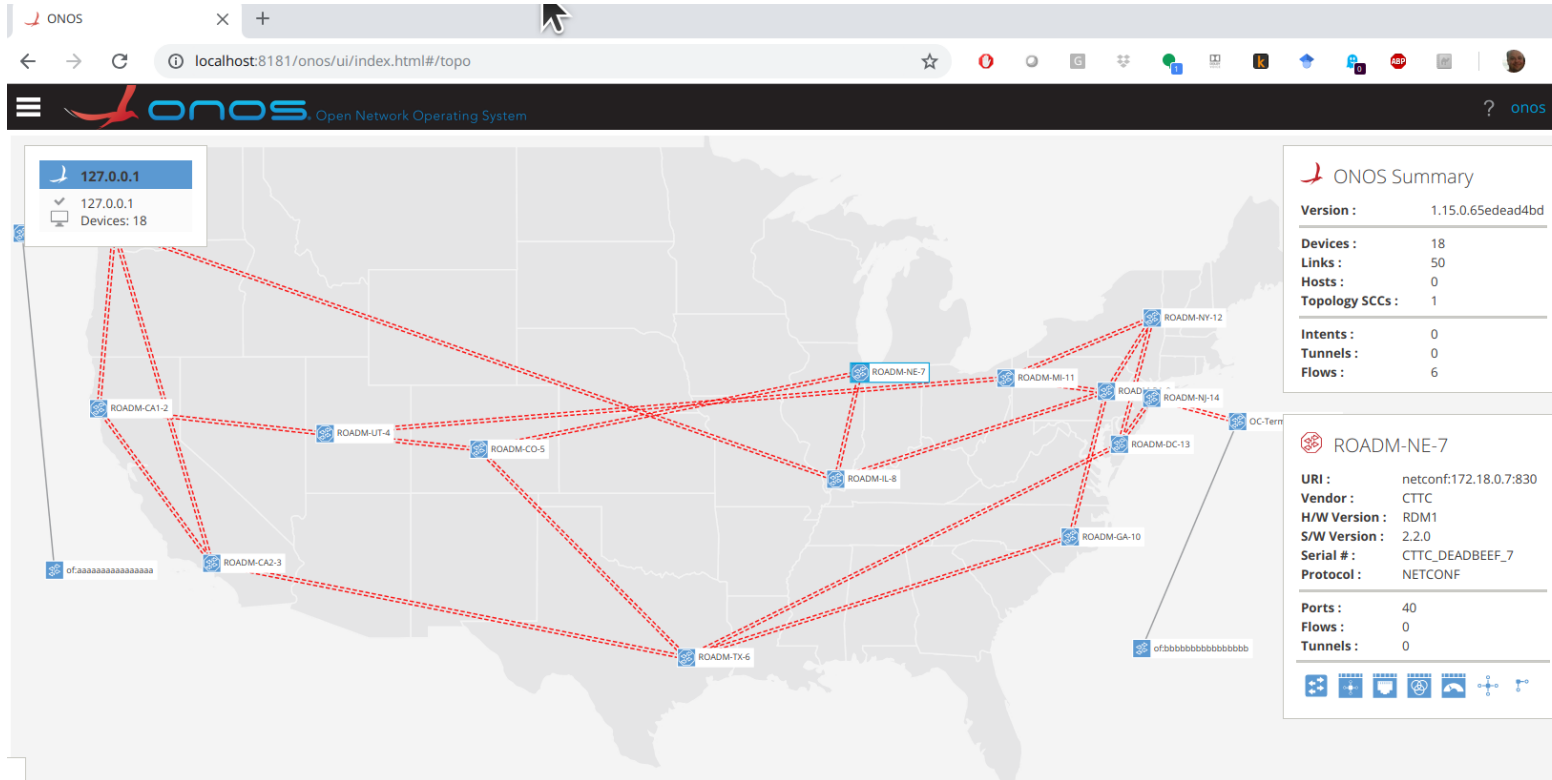 ONOS
localhost:8181/onos/ui/index.html#/topo
G
1
k
0
ABP
onos. Open Network Operating System
? onos
127.0.0.1
127.0.0.1
Devices: 18
ROADM-NY-12
ROADM-NE-7
ROADM-MI-11
ROADM-NJ-14
ROADM-CA1-2
OC-Term
ROADM-UT-4
ROADM-DC-13
ROADM-CO-5
ROADM-IL-8
ROADM-GA-10
ROADM-CA2-3
of:aaaaaaaaaaaaaaaa
of:bbbbbbbbbbbbbbbb
ROADM-TX-6
ONOS Summary
Version : 1.15.0.65edead4bd
Devices : 18
Links : 50
Hosts : 0
Topology SCCs : 1
Intents : 0
Tunnels : 0
Flows : 6
ROADM-NE-7
URI : netconf:172.18.0.7:830
Vendor : CTTC
H/W Version : RDM1
S/W Version : 2.2.0
Serial # : CTTC_DEADBEEF_7
Protocol : NETCONF
Ports : 40
Flows : 0
Tunnels : 0